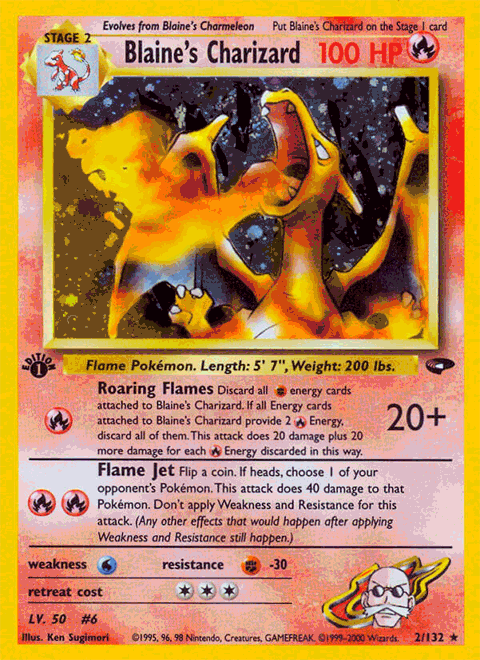 Evolves from Blaine's Charmeleon Put Blaine's Charizard on the Stage 1 card
STAGE 2
Blaine's Charizard 100 HP
Flame Pokémon. Length: 5' 7", Weight: 200 lbs.
EDITION
1
Roaring Flames Discard all energy cards
attached to Blaine's Charizard. If all Energy cards
attached to Blaine's Charizard provide 2 Energy,
discard all of them. This attack does 20 damage plus 20
more damage for each Energy discarded in this way.
20+
Flame Jet Flip a coin. If heads, choose 1 of your
opponent's Pokémon. This attack does 40 damage to that
Pokémon. Don't apply Weakness and Resistance for this
attack. (Any other effects that would happen after applying
Weakness and Resistance still happen.)
weakness resistance -30
retreat cost
LV. 50 #6
Illus. Ken Sugimori ©1995, 96, 98 Nintendo, Creatures, GAMEFREAK. ©1999-2000 Wizards. 2/132 ★